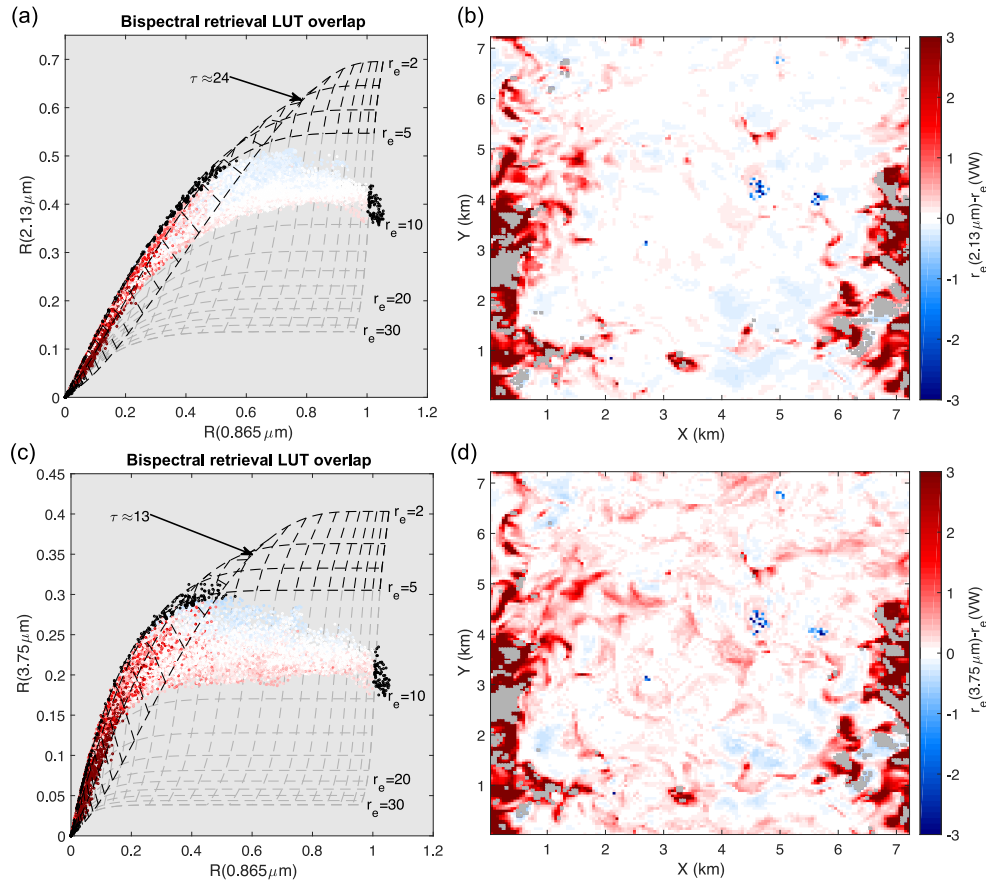 (a)
Bispectral retrieval LUT overlap
τ ≈24
r_e=2
r_e=5
r_e=10
r_e=20
r_e=30
0.7
0.6
0.5
0.4
0.3
0.2
0.1
0
R(2.13μm)
0 0.2 0.4 0.6 0.8 1 1.2
R(0.865μm)
(b)
7
6
5
4
3
2
1
Y (km)
1 2 3 4 5 6 7
X (km)
3
2
1
0
-1
-2
-3
r_e(2.13μm)-r_e(VW)
(c)
Bispectral retrieval LUT overlap
τ ≈13
r_e=2
r_e=5
r_e=10
r_e=20
r_e=30
0.45
0.4
0.35
0.3
0.25
0.2
0.15
0.1
0.05
0
R(3.75μm)
0 0.2 0.4 0.6 0.8 1 1.2
R(0.865μm)
(d)
7
6
5
4
3
2
1
Y (km)
1 2 3 4 5 6 7
X (km)
3
2
1
0
-1
-2
-3
r_e(3.75μm)-r_e(VW)